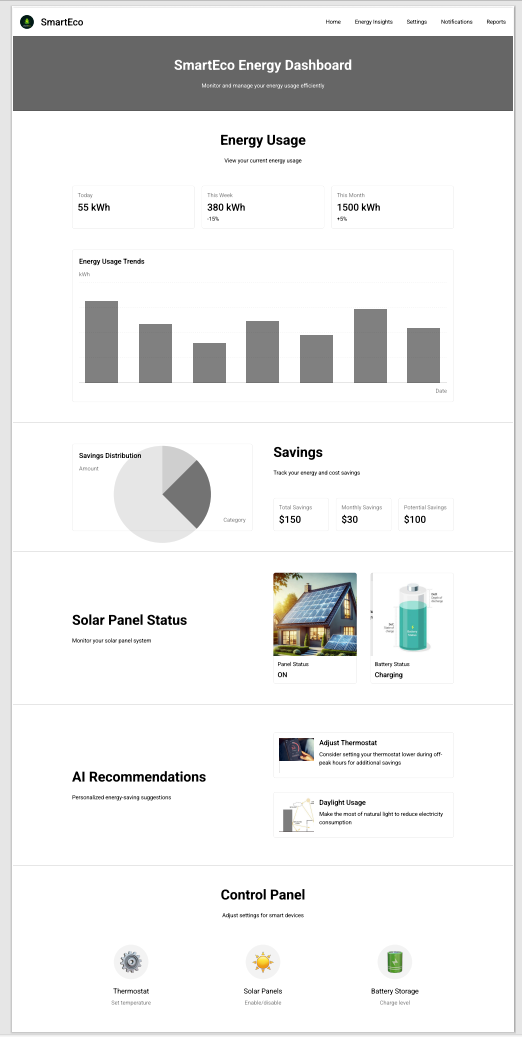 SmartEco
Home Energy Insights Settings Notifications Reports
SmartEco Energy Dashboard
Monitor and manage your energy usage efficiently
Energy Usage
View your current energy usage
Today
55 kWh
This Week
380 kWh
-15%
This Month
1500 kWh
+5%
Energy Usage Trends
kWh
Date
Savings Distribution
Amount
Category
Savings
Track your energy and cost savings
Total Savings
$150
Monthly Savings
$30
Potential Savings
$100
Solar Panel Status
Monitor your solar panel system
Panel Status
ON
Battery Status
Charging
AI Recommendations
Personalized energy-saving suggestions
Adjust Thermostat
Consider setting your thermostat lower during off-
peak hours for additional savings
Daylight Usage
Make the most of natural light to reduce electricity
consumption
Control Panel
Adjust settings for smart devices
Thermostat
Set temperature
Solar Panels
Enable/disable
Battery Storage
Charge level